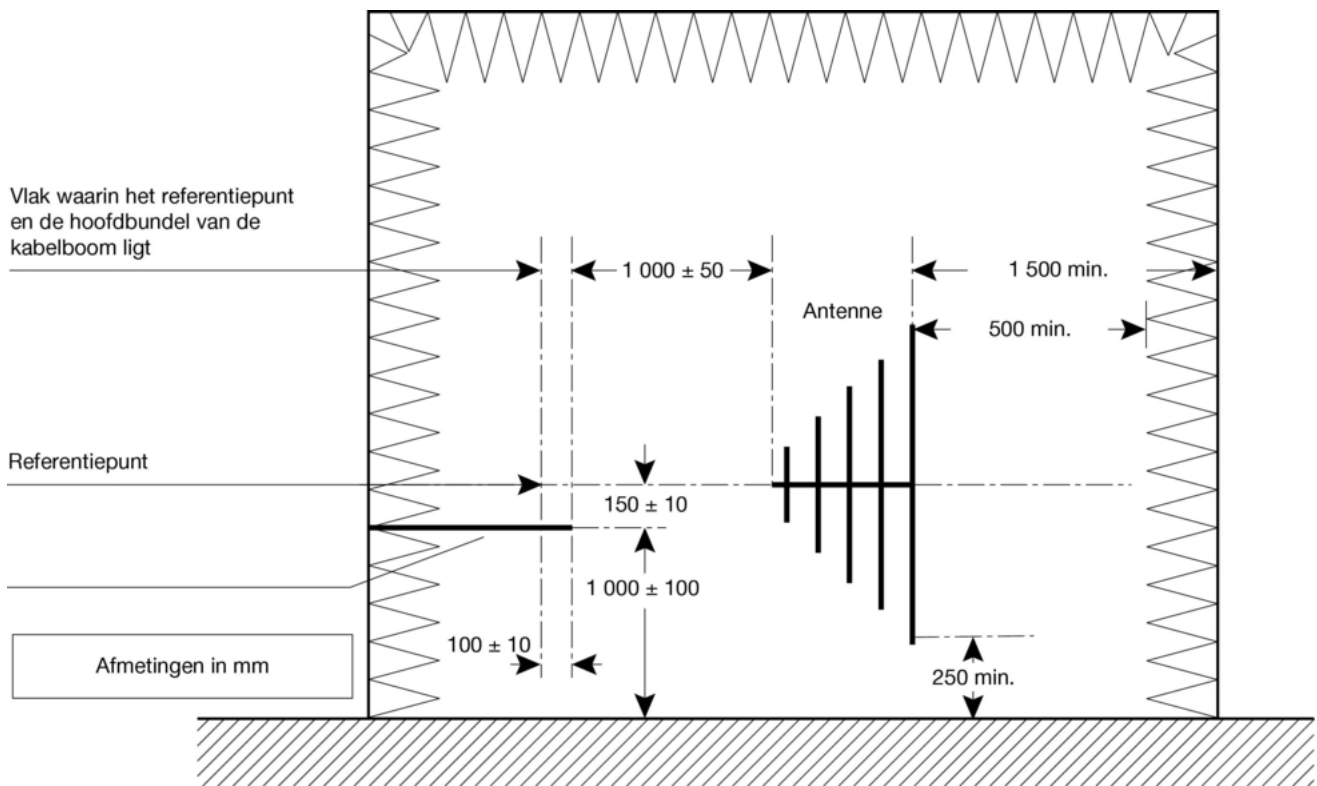 Vlak waarin het referentiepunt
en de hoofdbundel van de
kabelboom ligt
1 000 ± 50
1 500 min.
Antenne
500 min.
Referentiepunt
150 ± 10
1 000 ± 100
100 ± 10
Afmetingen in mm
250 min.